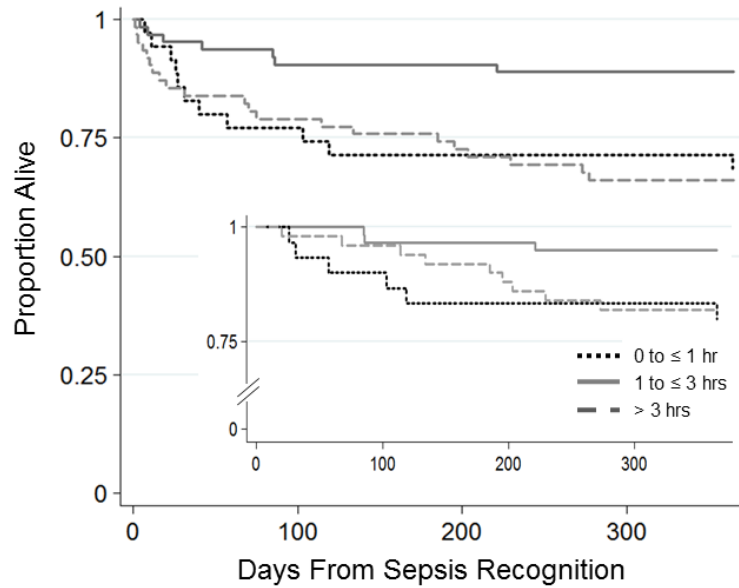 Proportion Alive
1
0.75
0.50
0.25
0
1
0.75
0
0 to ≤ 1 hr
1 to ≤ 3 hrs
> 3 hrs
0 100 200 300
0 100 200 300
Days From Sepsis Recognition